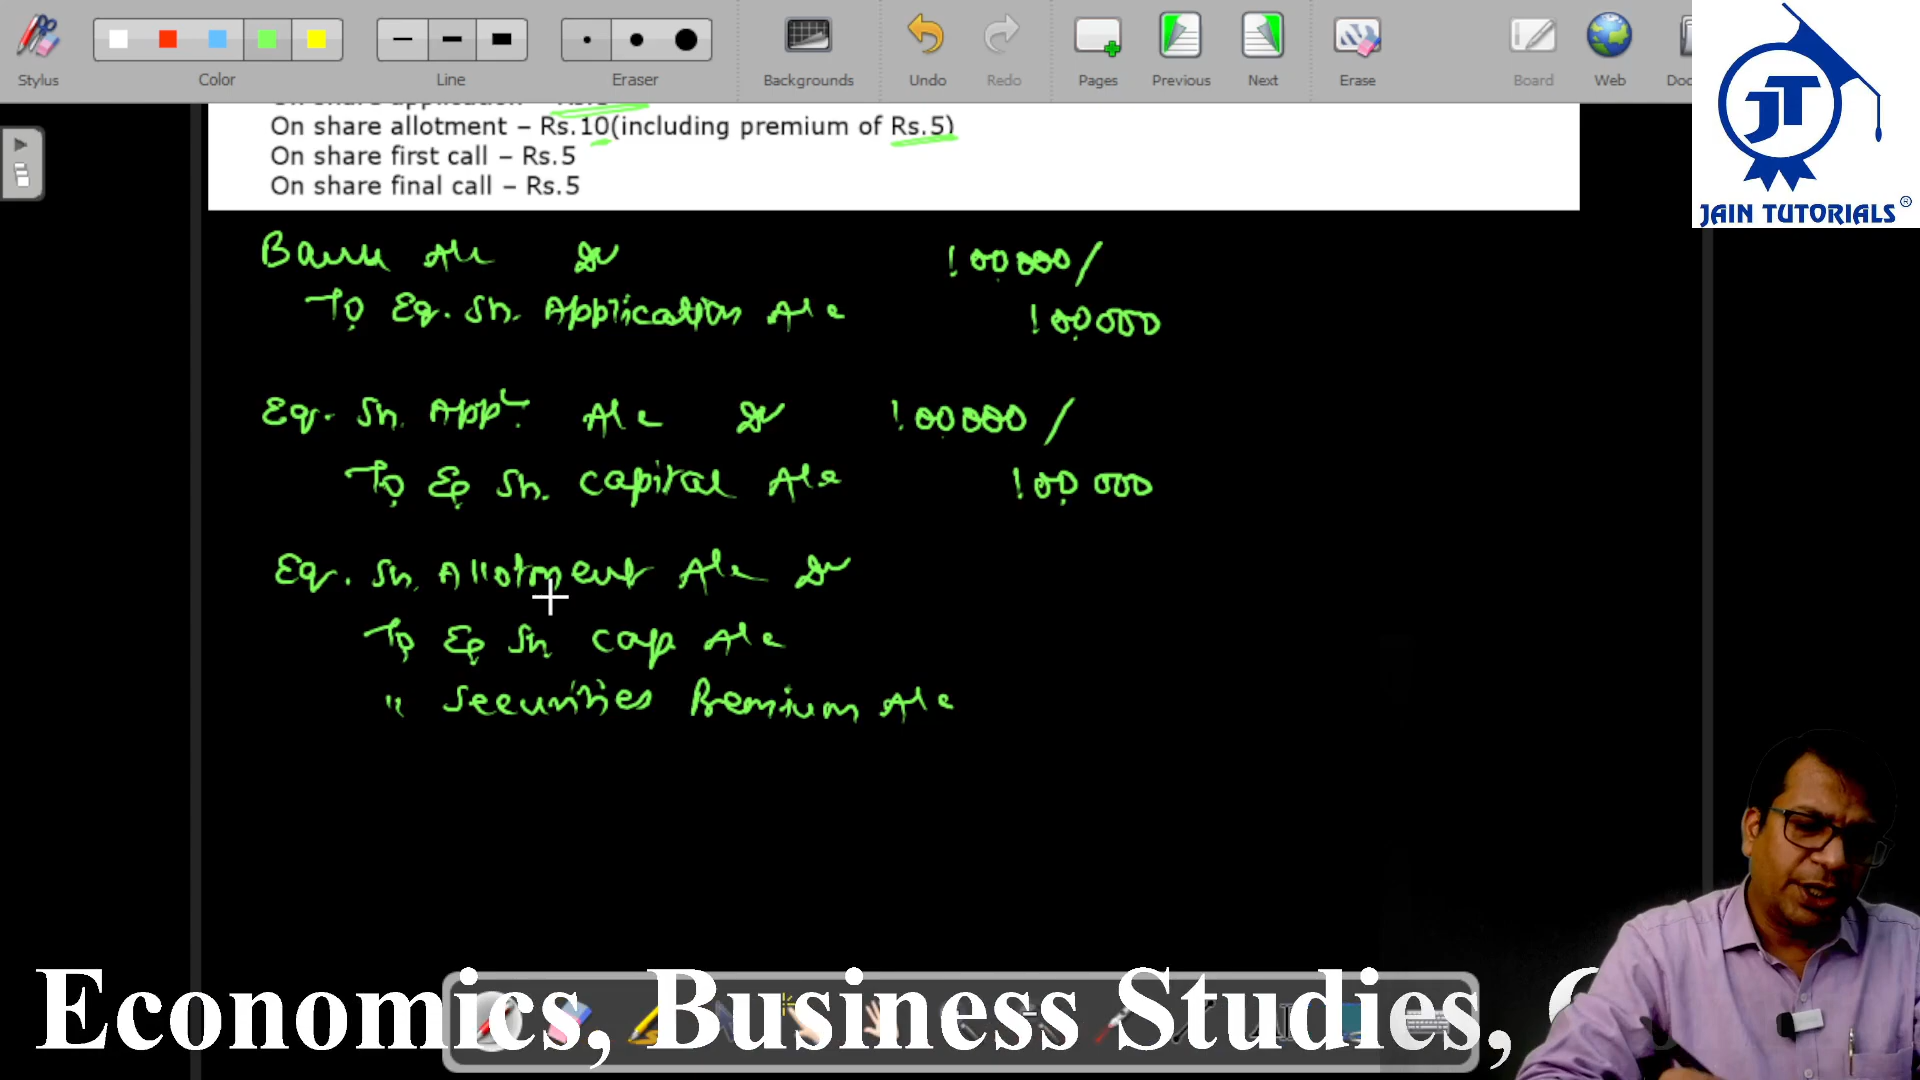 Stylus
Color
Line
Eraser
Backgrounds
Undo
Redo
Pages
Previous
Next
Erase
Board
Web
JT
JAIN TUTORIALS®
On share application –
On share allotment – Rs.10(including premium of Rs.5)
On share first call – Rs.5
On share final call – Rs.5
Bank A/c Dr 100000/
To Eq. Sh. Application A/c 100000
Eq. Sh. Appl. A/c Dr 100000/
To Eq Sh. Capital A/c 100000
Eq. Sh. Allotment A/c Dr
To Eq Sh cap A/c
" Securities Premium A/c
Economics, Business Studies,